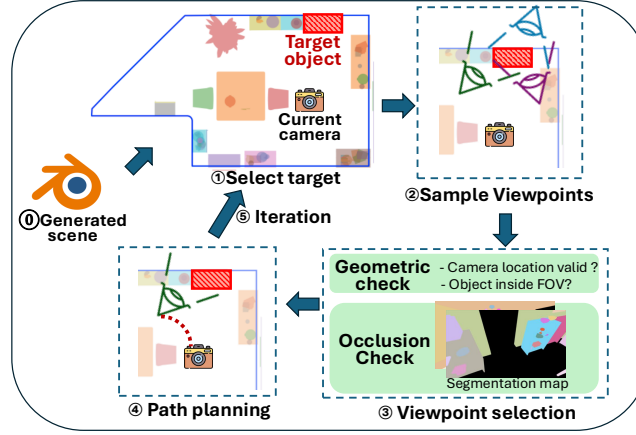 Target
object
Current
camera
①Select target
⓪Generated
scene
⑤ Iteration
②Sample Viewpoints
Geometric
check
- Camera location valid ?
- Object inside FOV?
Occlusion
Check
Segmentation map
③ Viewpoint selection
④ Path planning